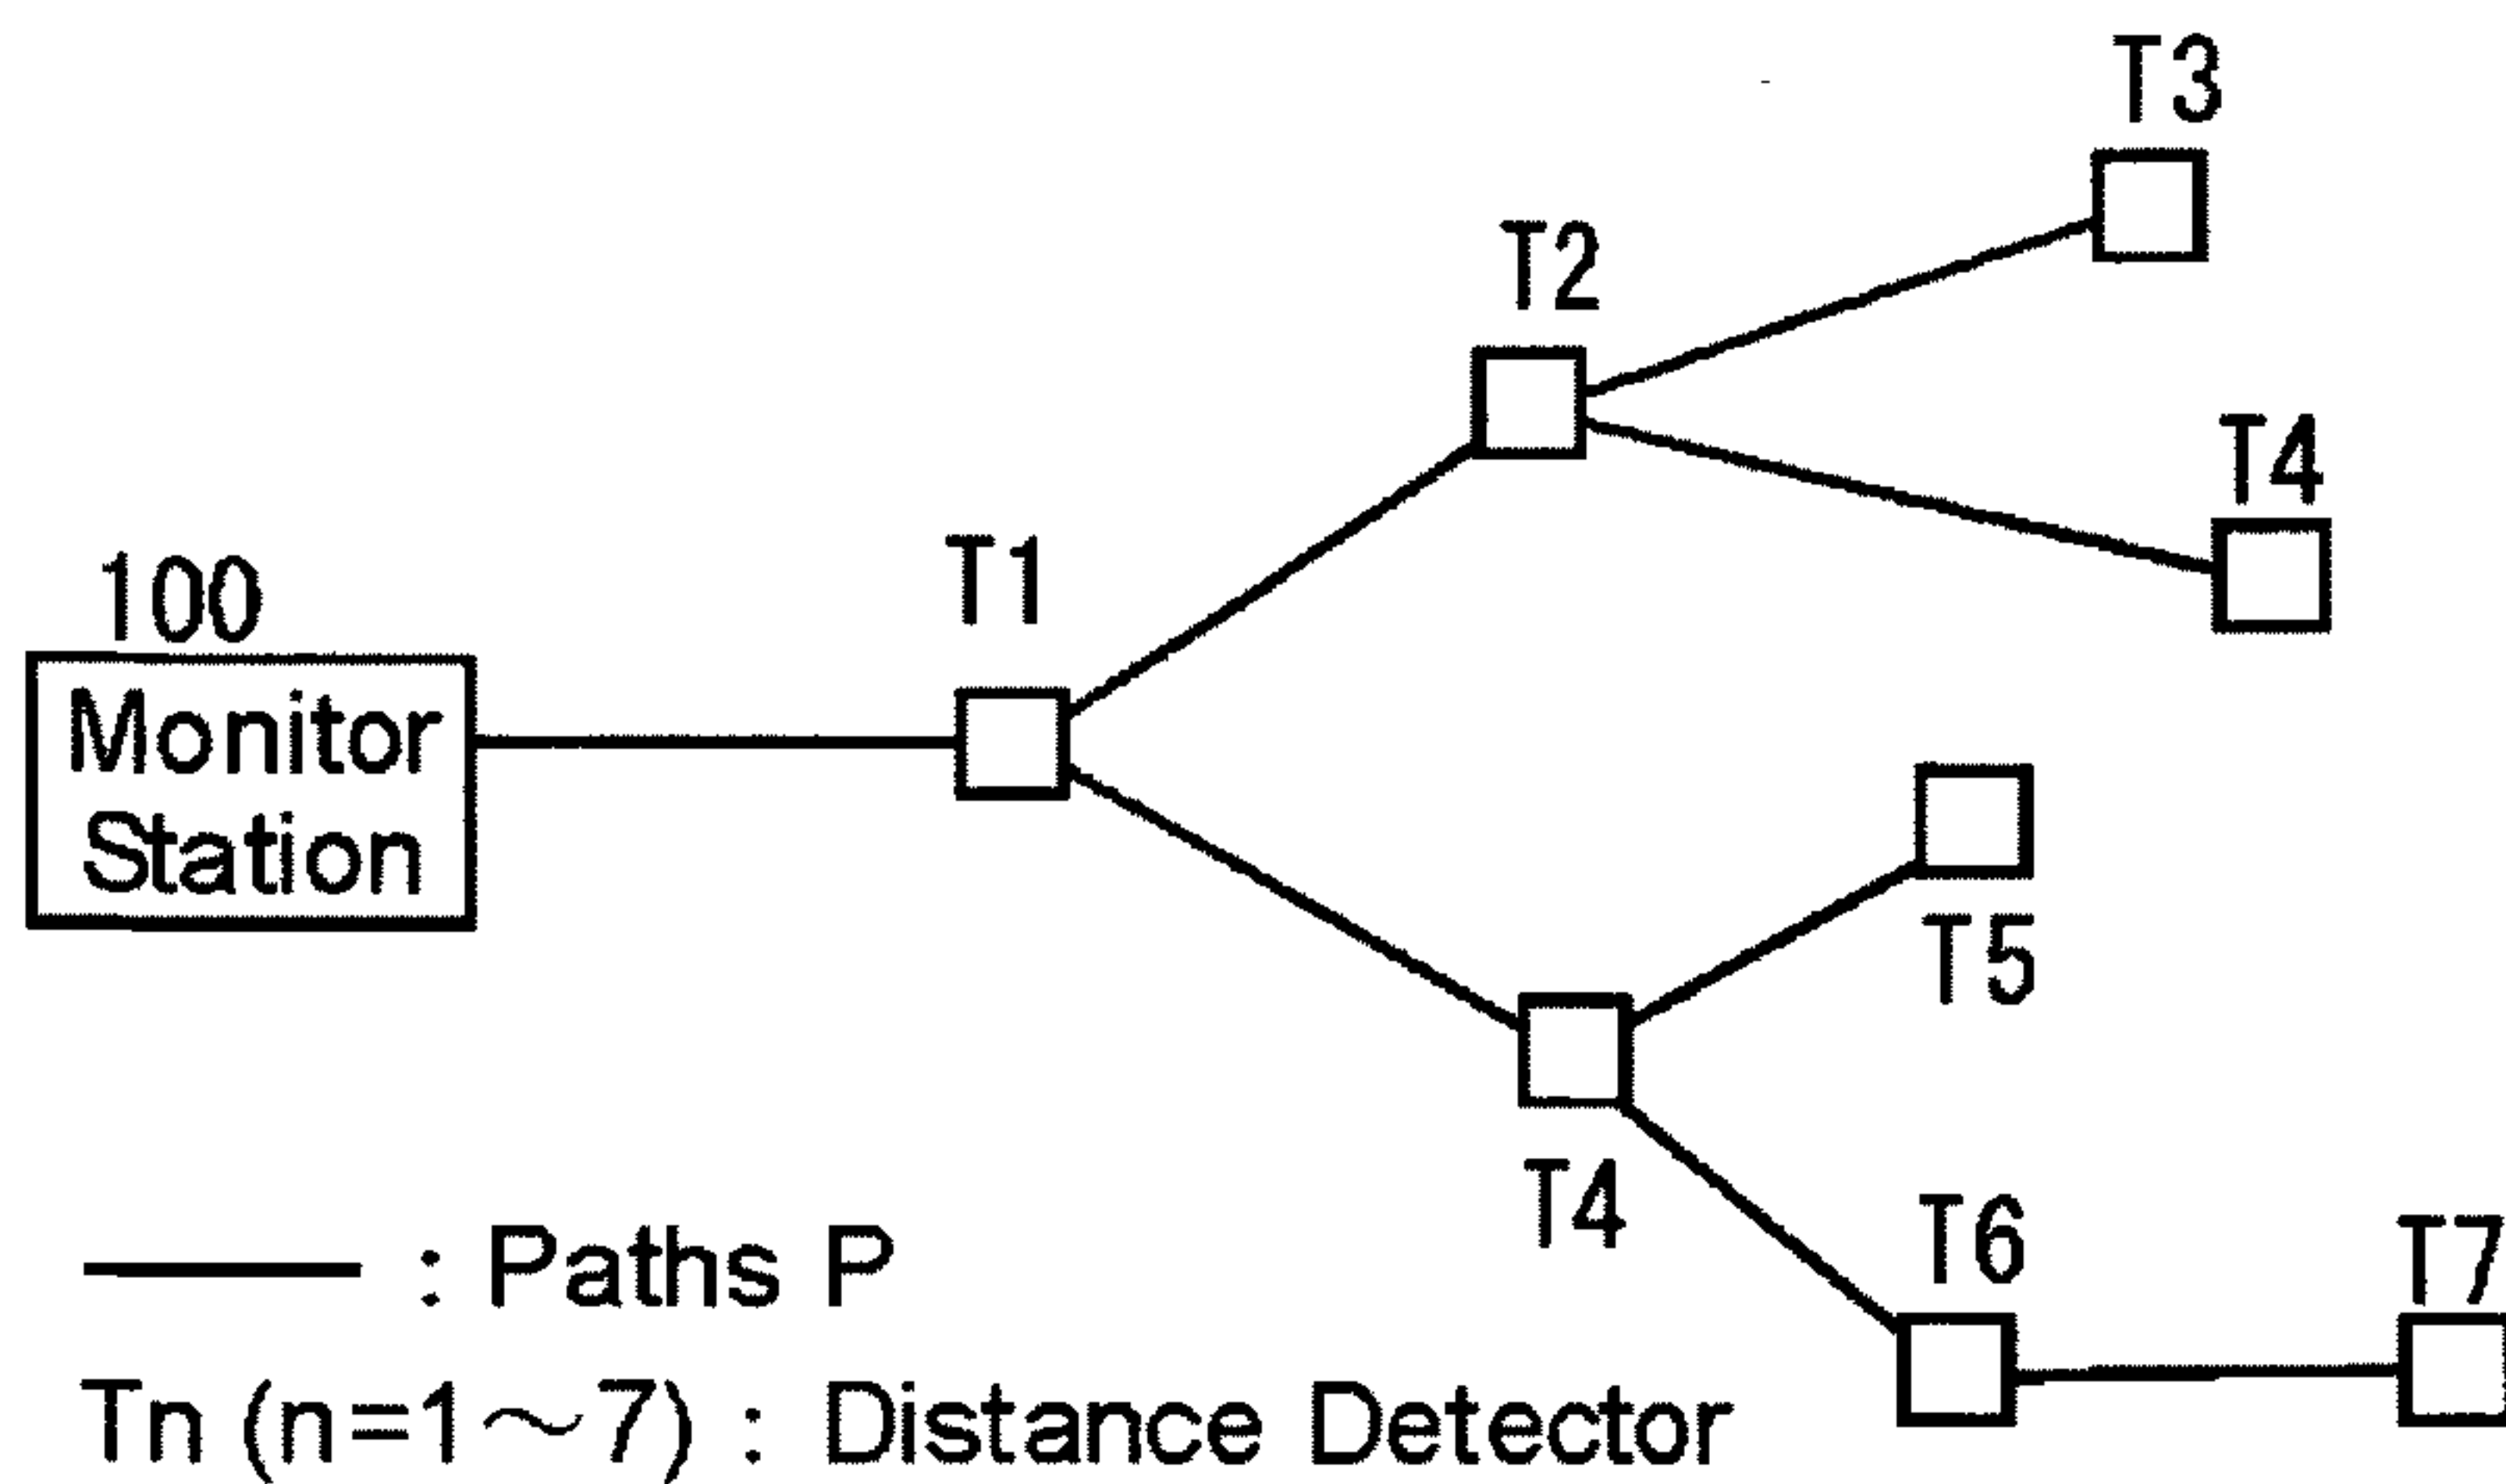 T3
T2
T4
T1
100
Monitor
Station
T5
T4
T6
T7
: Paths P
Tn (n=1～7) : Distance Detector